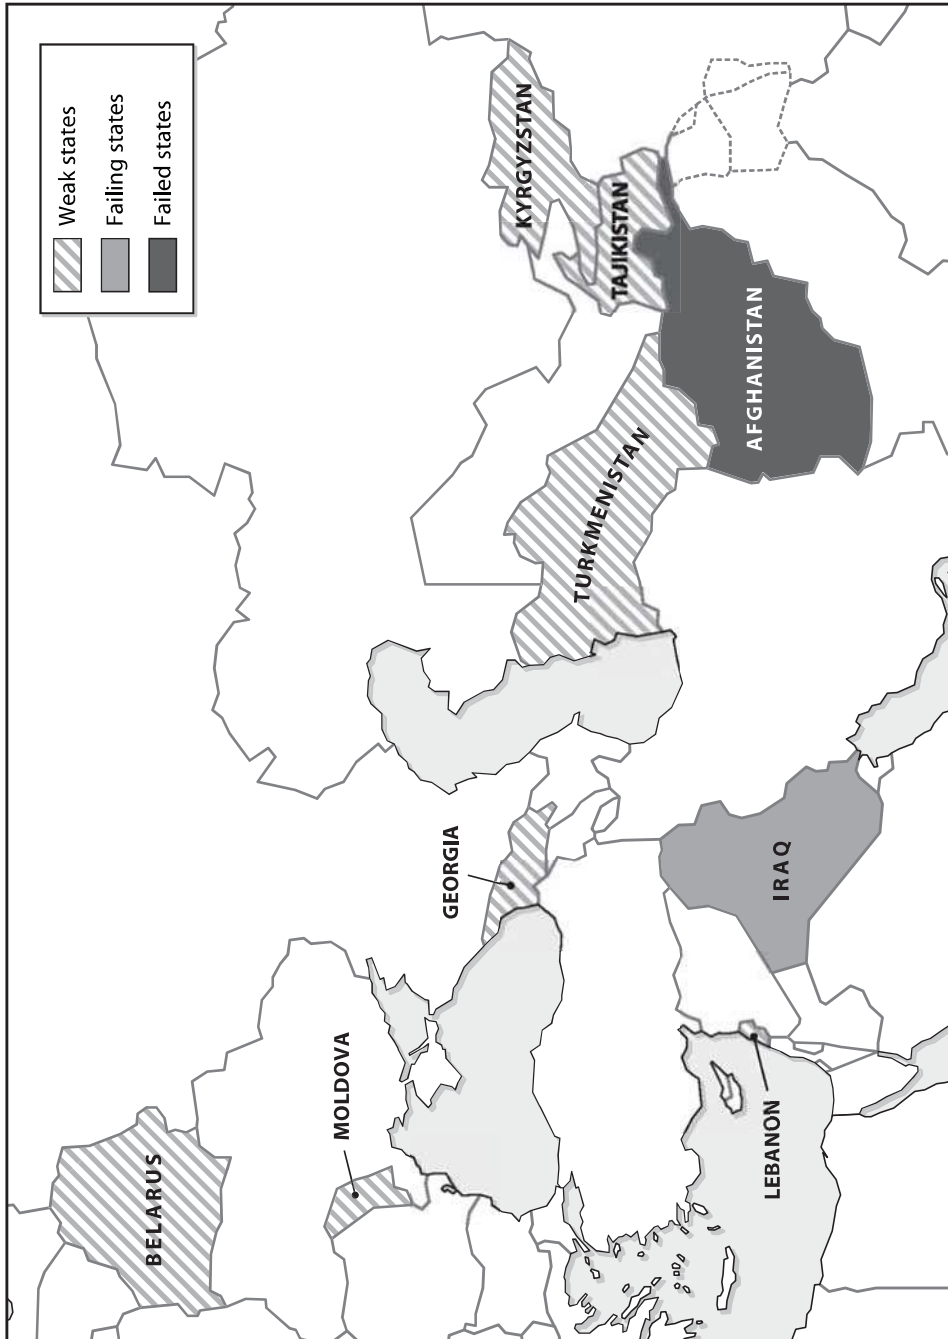 Weak states
Failing states
Failed states
KYRGYZSTAN
TAJIKISTAN
AFGHANISTAN
TURKMENISTAN
GEORGIA
IRAQ
MOLDOVA
LEBANON
BELARUS